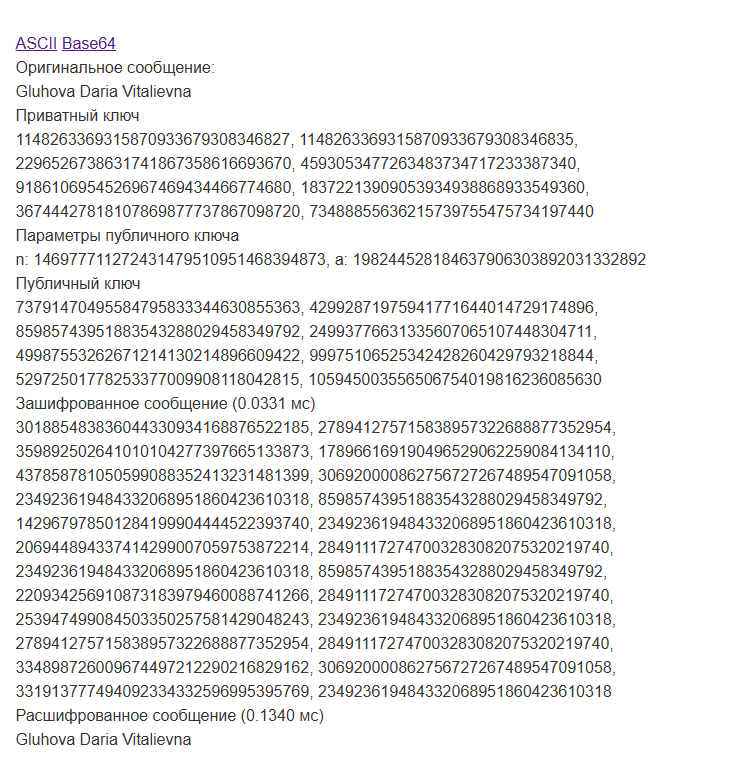 ASCII Base64
Оригинальное сообщение:
Gluhova Daria Vitalievna
Приватный ключ
1148263369315870933679308346827, 1148263369315870933679308346835,
2296526738631741867358616693670, 4593053477263483734717233387340,
9186106954526967469434466774680, 18372213909053934938868933549360,
36744427818107869877737867098720, 73488855636215739755475734197440
Параметры публичного ключа
n: 146977711272431479510951468394873, a: 19824452818463790630389203133289​2
Публичный ключ
73791470495584795833344630855363, 42992871975941771644014729174896,
85985743951883543288029458349792, 24993776631335607065107448304711,
49987553262671214130214896609422, 99975106525342428260429793218844,
52972501778253377009908118042815, 105945003556506754019816236085630
Зашифрованное сообщение (0.0331 мс)
301885483836044330934168876522185, 278941275715838957322688877352954,
359892502641010104277397665133873, 178966169190496529062259084134110,
437858781050599088352413231481399, 306920000862756727267489547091058,
234923619484332068951860423610318, 85985743951883543288029458349792,
142967978501284199904444522393740, 234923619484332068951860423610318,
206944894337414299007059753872214, 284911172747003283082075320219740,
234923619484332068951860423610318, 85985743951883543288029458349792,
220934256910873183979460088741266, 284911172747003283082075320219740,
253947499084503350257581429048243, 234923619484332068951860423610318,
278941275715838957322688877352954, 284911172747003283082075320219740,
334898726009674497212290216829162, 306920000862756727267489547091058,
331913777494092334332596995395769, 234923619484332068951860423610318
Расшифрованное сообщение (0.1340 мс)
Gluhova Daria Vitalievna